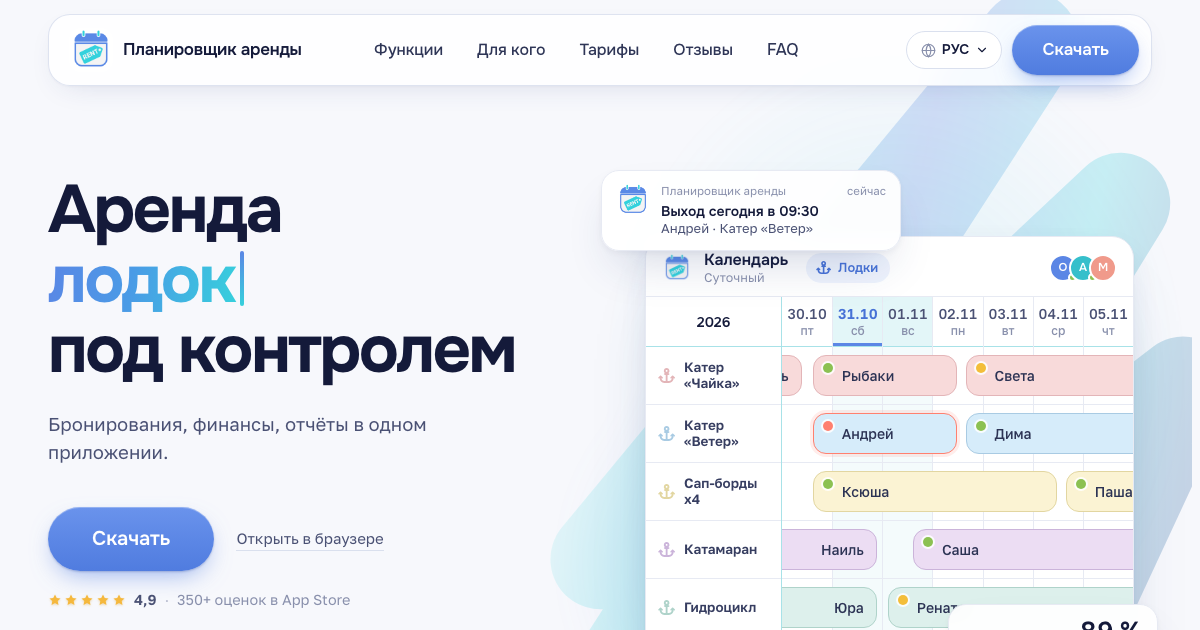 Планировщик аренды
Функции
Для кого
Тарифы
Отзывы
FAQ
РУС
Скачать
Аренда
лодок
под контролем
Бронирования, финансы, отчёты в одном
приложении.
Скачать
Открыть в браузере
4,9 · 350+ оценок в App Store
Планировщик аренды
сейчас
Выход сегодня в 09:30
Андрей · Катер «Ветер»
Календарь
Суточный
Лодки
О А М
2026
30.10 31.10 01.11 02.11 03.11 04.11 05.11
пт сб вс пн вт ср чт
Катер
«Чайка»
ь
Рыбаки
Света
Катер
«Ветер»
Андрей
Дима
Сап-борды
x4
Ксюша
Паша
Катамаран
Наиль
Саша
Гидроцикл
Юра
Ренат
89 %